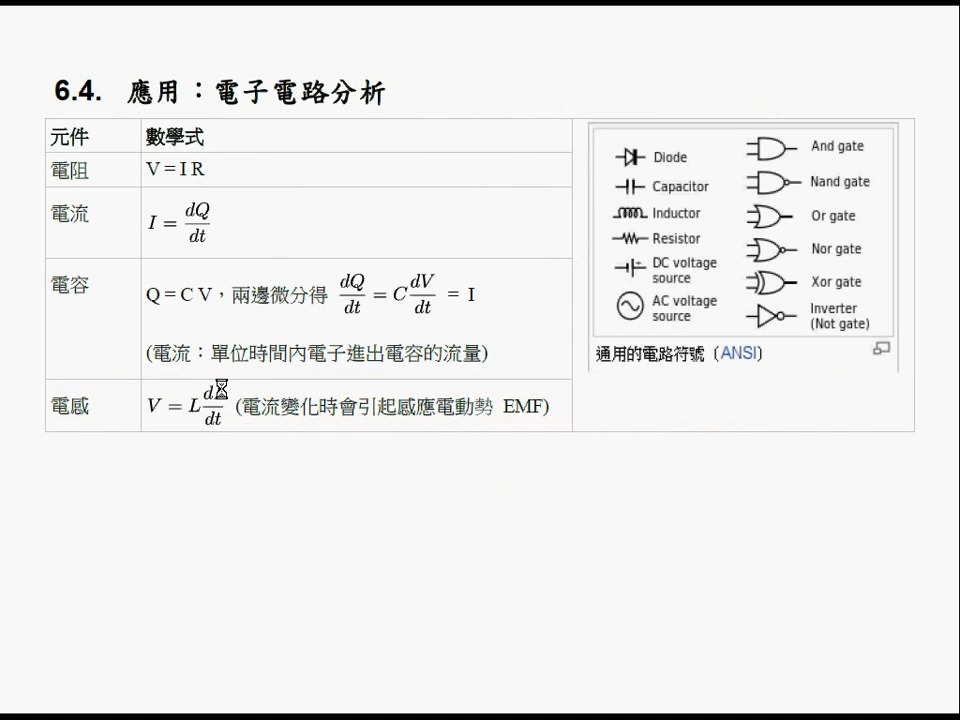 6.4. 應用：電子電路分析
元件 數學式
電阻 V = I R
電流 I = dQ/dt
電容 Q = C V，兩邊微分得 dQ/dt = C dV/dt = I
(電流：單位時間內電子進出電容的流量)
電感 V = L d/dt (電流變化時會引起感應電動勢 EMF)
Diode
Capacitor
Inductor
Resistor
DC voltage
source
AC voltage
source
And gate
Nand gate
Or gate
Nor gate
Xor gate
Inverter
(Not gate)
通用的電路符號（ANSI）